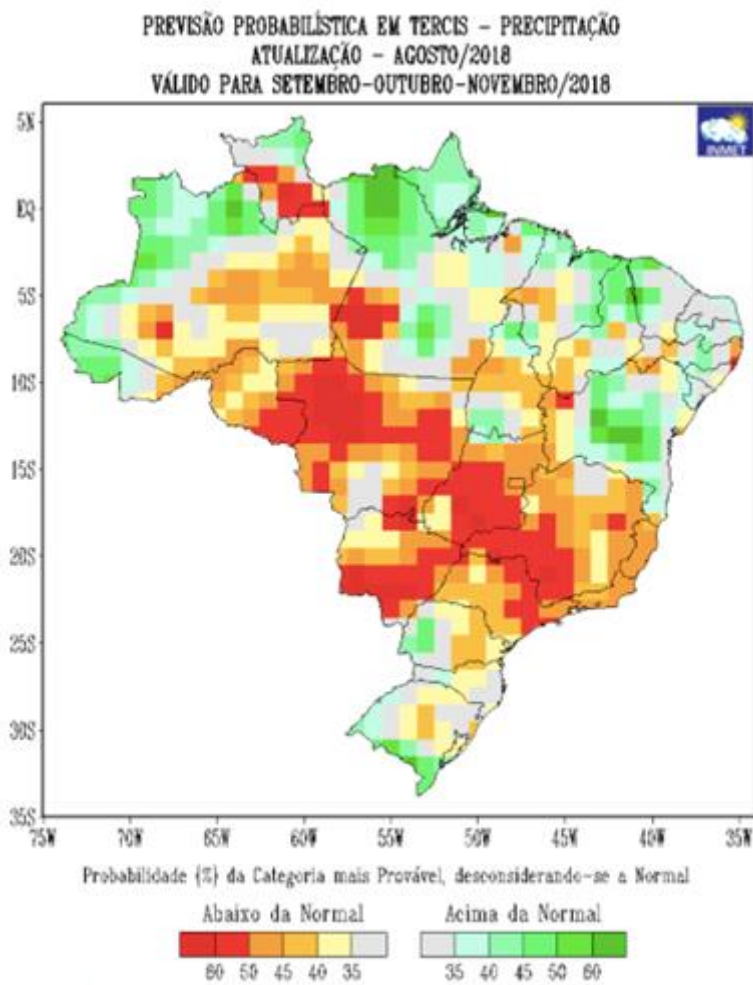 PREVISÃO PROBABILÍSTICA EM TERCIS - PRECIPITAÇÃO
ATUALIZAÇÃO - AGOSTO/2018
VÁLIDO PARA SETEMBRO-OUTUBRO-NOVEMBRO/2018
INMET
5N
EQ
5S
10S
15S
20S
25S
30S
35S
75W 70W 65W 60W 55W 50W 45W 40W 35W
Probabilidade (%) da Categoria mais Provável, desconsiderando-se a Normal
Abaixo da Normal Acima da Normal
60 50 45 40 35 35 40 45 50 60